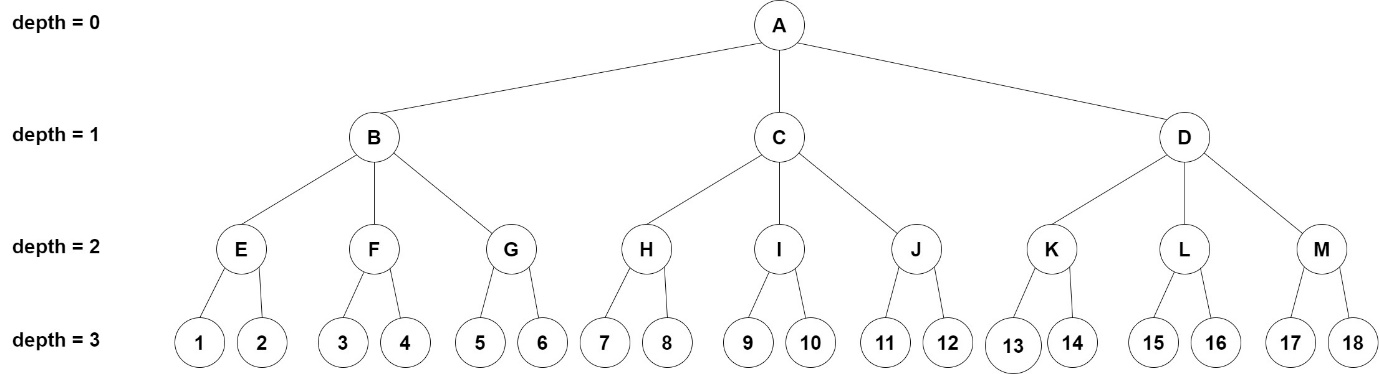 depth = 0 A
depth = 1 B C D
depth = 2 E F G H I J K L M
depth = 3 1 2 3 4 5 6 7 8 9 10 11 12 13 14 15 16 17 18